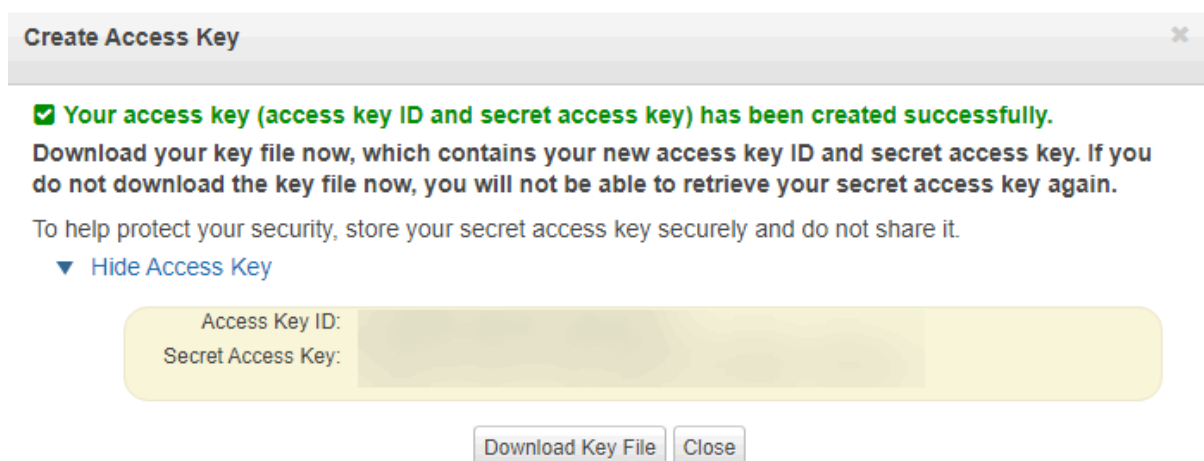 Create Access Key
Your access key (access key ID and secret access key) has been created successfully.
Download your key file now, which contains your new access key ID and secret access key. If you
do not download the key file now, you will not be able to retrieve your secret access key again.
To help protect your security, store your secret access key securely and do not share it.
Hide Access Key
Access Key ID:
Secret Access Key:
Download Key File Close